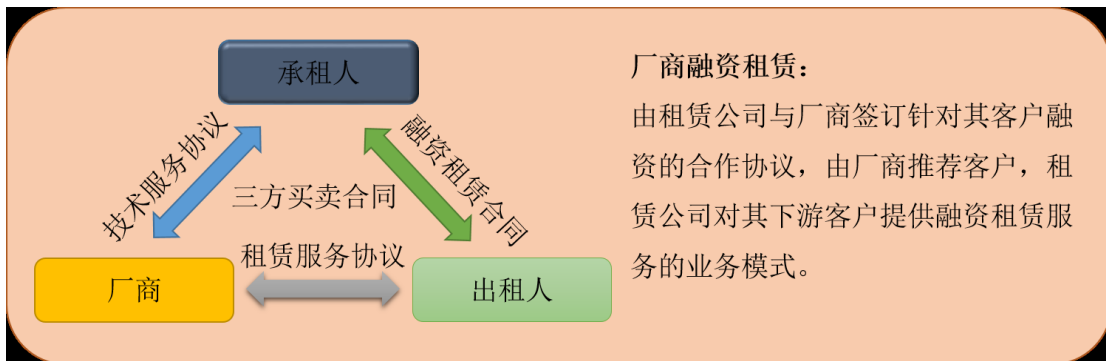 承租人
技术服务协议
融资租赁合同
三方买卖合同
租赁服务协议
厂商
出租人
厂商融资租赁：
由租赁公司与厂商签订针对其客户融
资的合作协议，由厂商推荐客户，租
赁公司对其下游客户提供融资租赁服
务的业务模式。